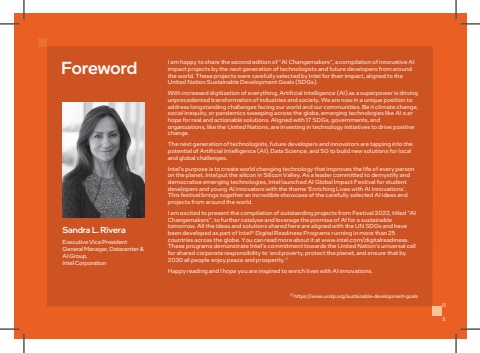 Foreword
I am happy to share the second edition of "AI Changemakers", a compilation of innovative AI
impact projects by the next generation of technologists and future developers from around
the world. These projects were carefully selected by Intel for their impact, aligned to the
United Nation Sustainable Development Goals (SDGs).
With increased digitization of everything, Artificial Intelligence (AI) as a superpower is driving
unprecedented transformation of industries and society. We are now in a unique position to
address longstanding challenges facing our world and our communities. Be it climate change,
social inequity, or pandemics sweeping across the globe, emerging technologies like AI are
hope for real and actionable solutions. Aligned with 17 SDGs, governments, and
organizations, like the United Nations, are investing in technology initiatives to drive positive
change.
The next generation of technologists, future developers and innovators are tapping into the
potential of Artificial Intelligence (AI), Data Science, and 5G to build new solutions for local
and global challenges.
Intel's purpose is to create world changing technology that improves the life of every person
on the planet. Intel put the silicon in Silicon Valley. As a leader committed to demystify and
democratize emerging technologies, Intel launched AI Global Impact Festival for student
developers and young AI innovators with the theme 'Enriching Lives with AI Innovations'.
This festival brings together an incredible showcase of the carefully selected AI ideas and
projects from around the world.
I am excited to present the compilation of outstanding projects from Festival 2022, titled "AI
Changemakers", to further catalyse and leverage the promise of AI for a sustainable
tomorrow. All the ideas and solutions shared here are aligned with the UN SDGs and have
been developed as part of Intel® Digital Readiness Programs running in more than 25
countries across the globe. You can read more about it at www.intel.com/digitalreadiness.
These programs demonstrate Intel's commitment towards the United Nation's universal call
for shared corporate responsibility to 'end poverty, protect the planet, and ensure that by
2030 all people enjoy peace and prosperity.'
Happy reading and I hope you are inspired to enrich lives with AI innovations.
Sandra L. Rivera
Executive Vice President
General Manager, Datacenter &
AI Group,
Intel Corporation
https://www.undp.org/sustainable-development-goals
5